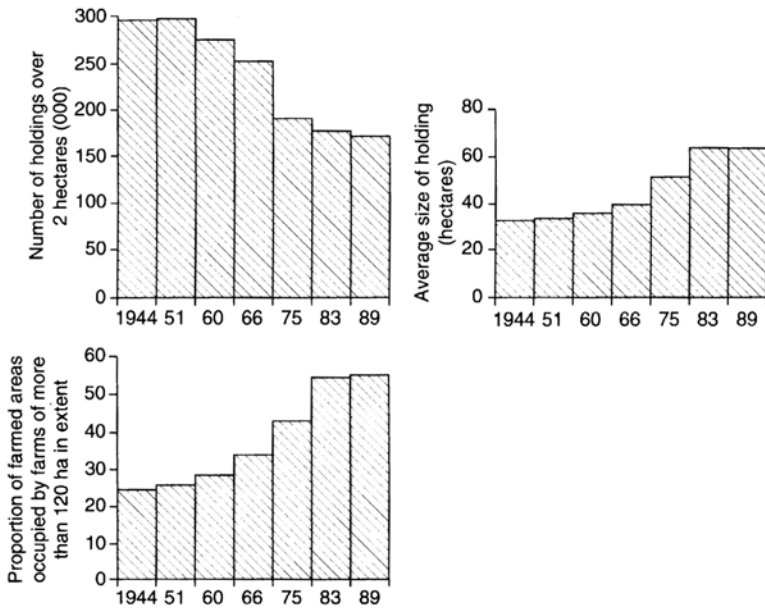 Number of holdings over
2 hectares (000)
300
250
200
150
100
50
0
1944 51 60 66 75 83 89
Average size of holding
(hectares)
80
60
40
20
0
1944 51 60 66 75 83 89
Proportion of farmed areas
occupied by farms of more
than 120 ha in extent
60
50
40
30
20
10
0
1944 51 60 66 75 83 89